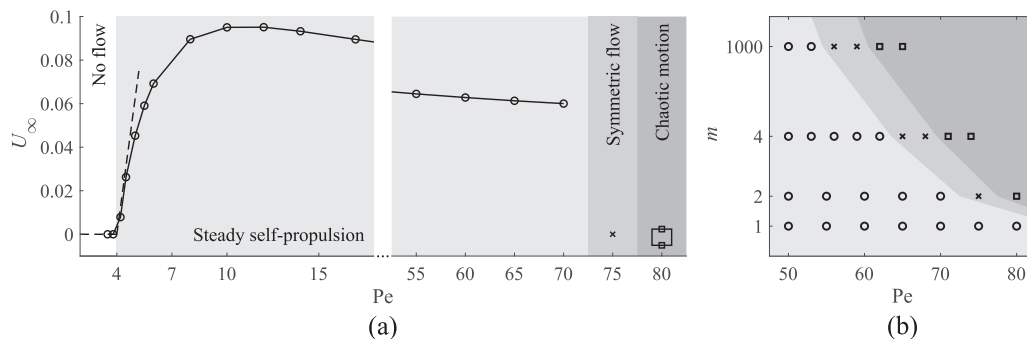 0.1
0.08
0.06
0.04
0.02
0
U∞
No flow
Steady self-propulsion
Symmetric flow
Chaotic motion
4
7
10
15
55
60
65
70
75
80
Pe
(a)
1000
4
2
1
m
50
60
70
80
Pe
(b)